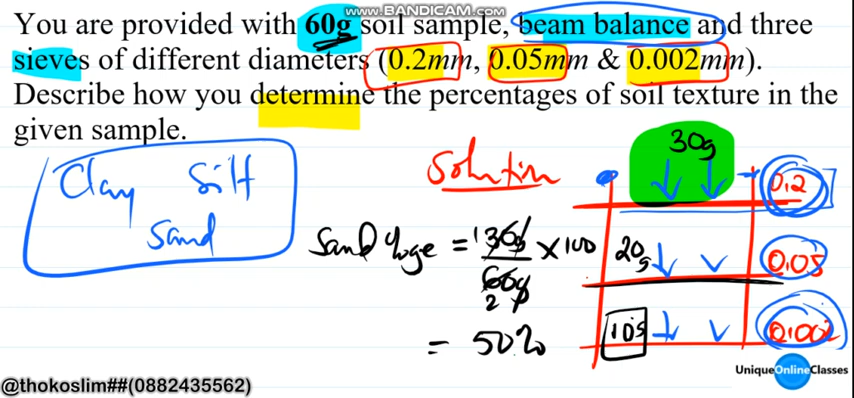 WWW.BANDICAM.COM
You are provided with 60g soil sample, beam balance and three
sieves of different diameters (0.2mm, 0.05mm & 0.002mm).
Describe how you determine the percentages of soil texture in the
given sample.
Clay Silt
Sand
Solution
30g
0.2
Sand %ge = 30g × 100
60g
1
2
= 50%
20g
0.05
10g
0.002
UniqueOnlineClasses
@thokoslim##(0882435562)